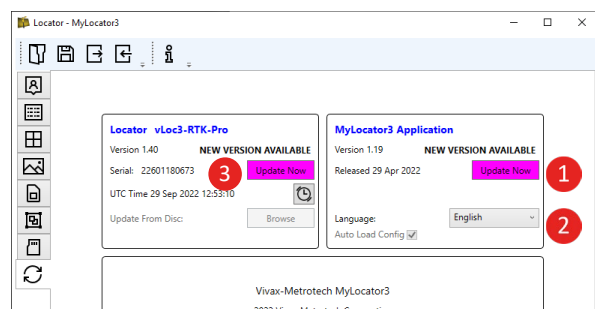 Locator - MyLocator3
Locator vLoc3-RTK-Pro
Version 1.40 NEW VERSION AVAILABLE
Serial: 22601180673 3 Update Now
UTC Time 29 Sep 2022 12:53:10
Update From Disc: Browse
MyLocator3 Application
Version 1.19 NEW VERSION AVAILABLE
Released 29 Apr 2022 Update Now 1
Language: English 2
Auto Load Config
Vivax-Metrotech MyLocator3